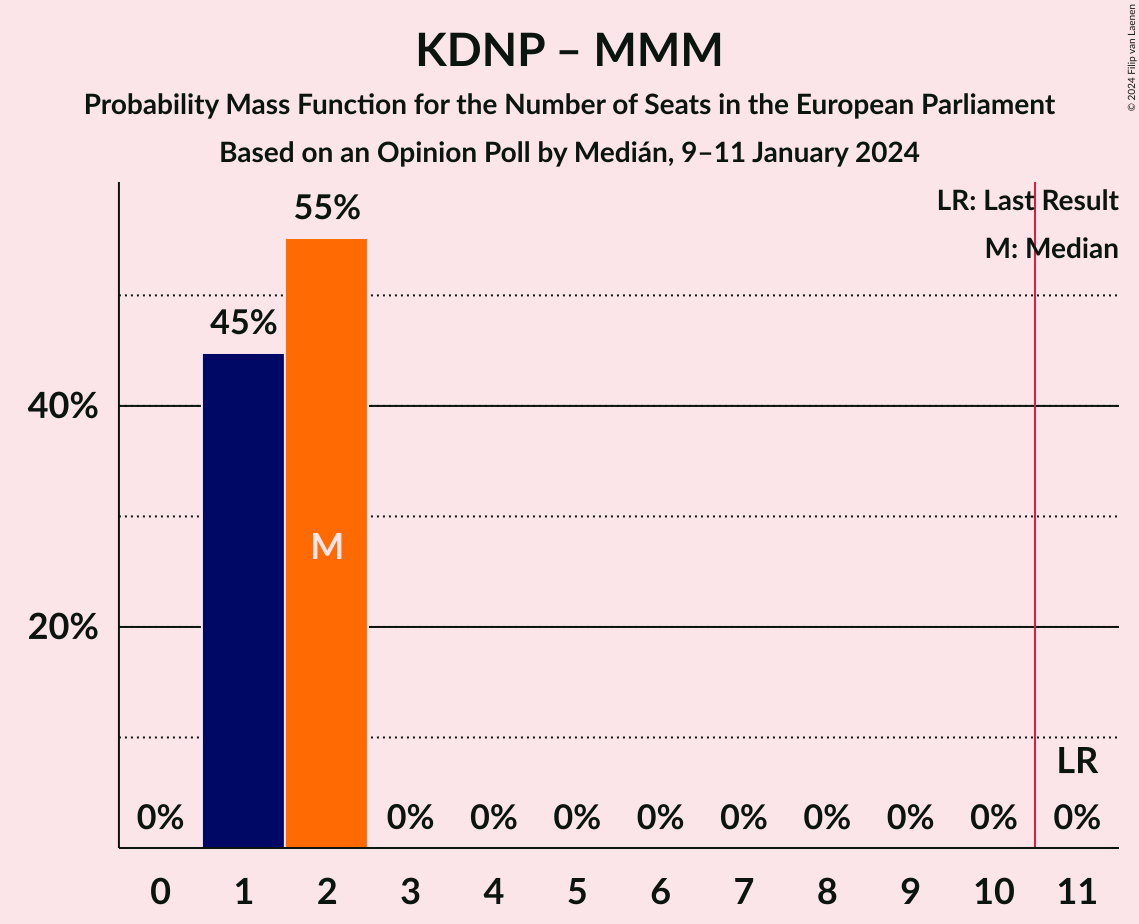 KDNP – MMM
Probability Mass Function for the Number of Seats in the European Parliament
Based on an Opinion Poll by Medián, 9–11 January 2024
© 2024 Filip van Laenen
LR: Last Result
M: Median
55%
45%
40%
M
20%
LR
0% 0% 0% 0% 0% 0% 0% 0% 0% 0%
0 1 2 3 4 5 6 7 8 9 10 11